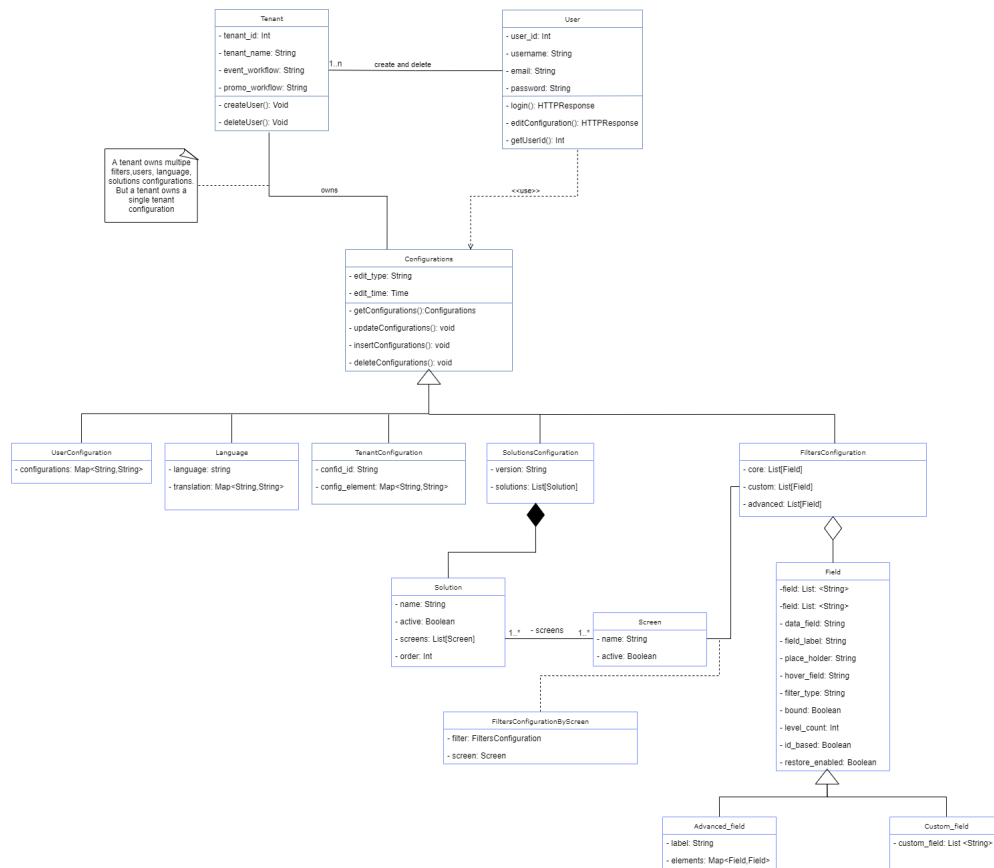 Tenant
- tenant_id: Int
- tenant_name: String
- event_workflow: String
- promo_workflow: String
- createUser(): Void
- deleteUser(): Void
1..n
create and delete
User
- user_id: Int
- username: String
- email: String
- password: String
- login(): HTTPResponse
- editConfiguration(): HTTPResponse
- getUserId(): Int
A tenant owns multipe
filters,users, language,
solutions configurations.
But a tenant owns a
single tenant
configuration
owns
<<use>>
Configurations
- edit_type: String
- edit_time: Time
- getConfigurations():Configurations
- updateConfigurations(): void
- insertConfigurations(): void
- deleteConfigurations(): void
UserConfiguration
- configurations: Map<String,String>
Language
- language: string
- translation: Map<String,String>
TenantConfiguration
- confid_id: String
- config_element: Map<String,String>
SolutionsConfiguration
- version: String
- solutions: List[Solution]
FiltersConfiguration
- core: List[Field]
- custom: List[Field]
- advanced: List[Field]
Solution
- name: String
- active: Boolean
- screens: List[Screen]
- order: Int
1..*
- screens
1..*
Screen
- name: String
- active: Boolean
Field
-field: List: <String>
-field: List: <String>
- data_field: String
- field_label: String
- place_holder: String
- hover_field: String
- filter_type: String
- bound: Boolean
- level_count: Int
- id_based: Boolean
- restore_enabled: Boolean
FiltersConfigurationByScreen
- filter: FiltersConfiguration
- screen: Screen
Advanced_field
- label: String
- elements: Map<Field,Field>
Custom_field
- custom_field: List <String>